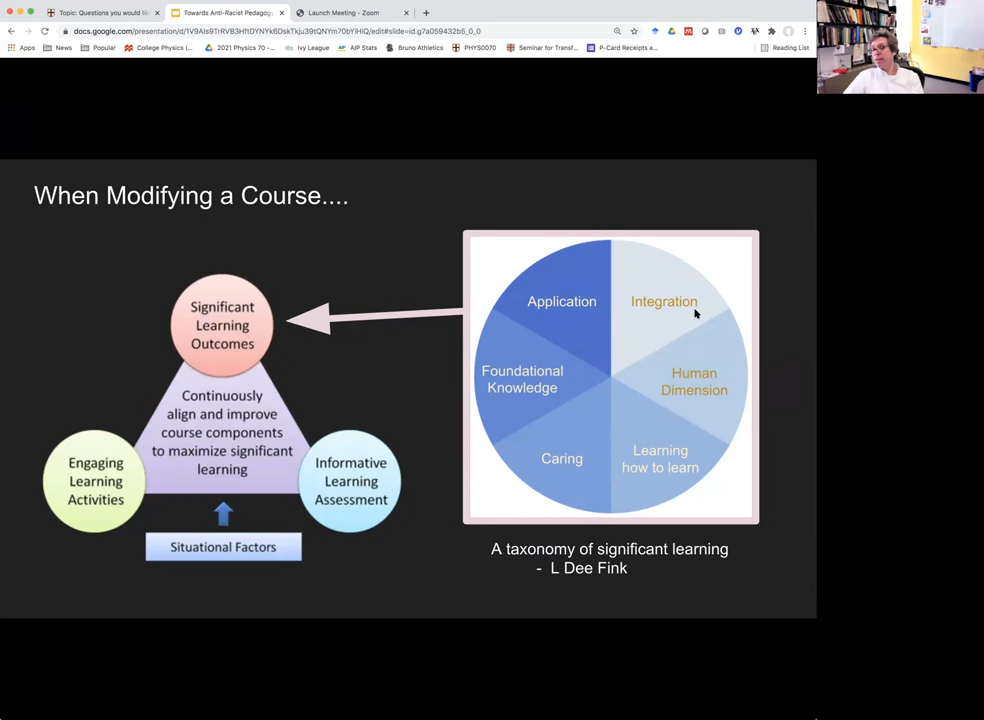 Topic: Questions you would lik
Towards Anti-Racist Pedagogy
Launch Meeting - Zoom
docs.google.com/presentation/d/1V9AIs9TrRVB3HftDYNYk6DskTkju39tQNYm70bYiHIQ/edit#slide=id.g7a059432b5_0_0
Apps
News
Popular
College Physics (...
2021 Physics 70 -...
Ivy League
AIP Stats
Bruno Athletics
PHYS0070
Seminar for Transf...
P-Card Receipts a...
Reading List
When Modifying a Course....
Significant
Learning
Outcomes
Continuously
align and improve
course components
to maximize significant
learning
Engaging
Learning
Activities
Informative
Learning
Assessment
Situational Factors
Application
Integration
Foundational
Knowledge
Human
Dimension
Caring
Learning
how to learn
A taxonomy of significant learning
- L Dee Fink